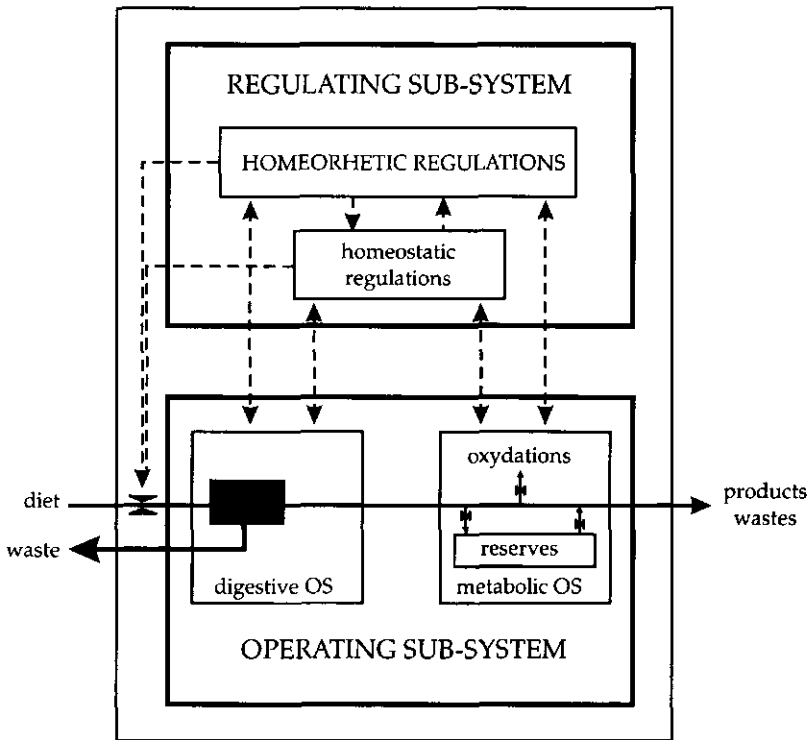 REGULATING SUB-SYSTEM
HOMEORHETIC REGULATIONS
homeostatic
regulations
oxydations
diet
products
wastes
waste
reserves
digestive OS
metabolic OS
OPERATING SUB-SYSTEM